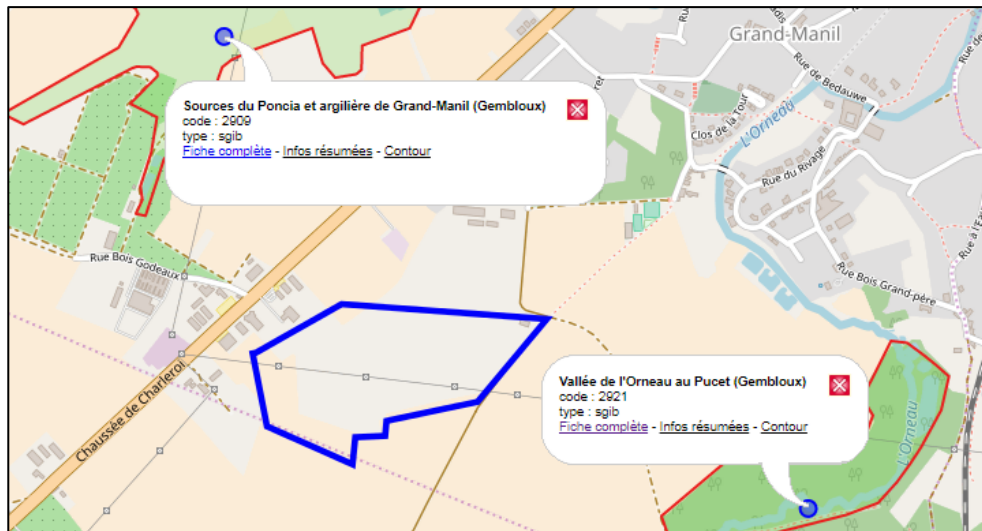 Grand-Manil
Rue de Bedauwe
Clos de la Tour
L'Orneau
Rue du Rivage
Sources du Poncia et argilière de Grand-Manil (Gembloux)
code : 2909
type : sgib
Fiche complète - Infos résumées - Contour
Rue Bois Godeaux
Rue Bois Grand-père
Chaussée de Charleroi
Vallée de l'Orneau au Pucet (Gembloux)
code : 2921
type : sgib
Fiche complète - Infos résumées - Contour
L'Orneau